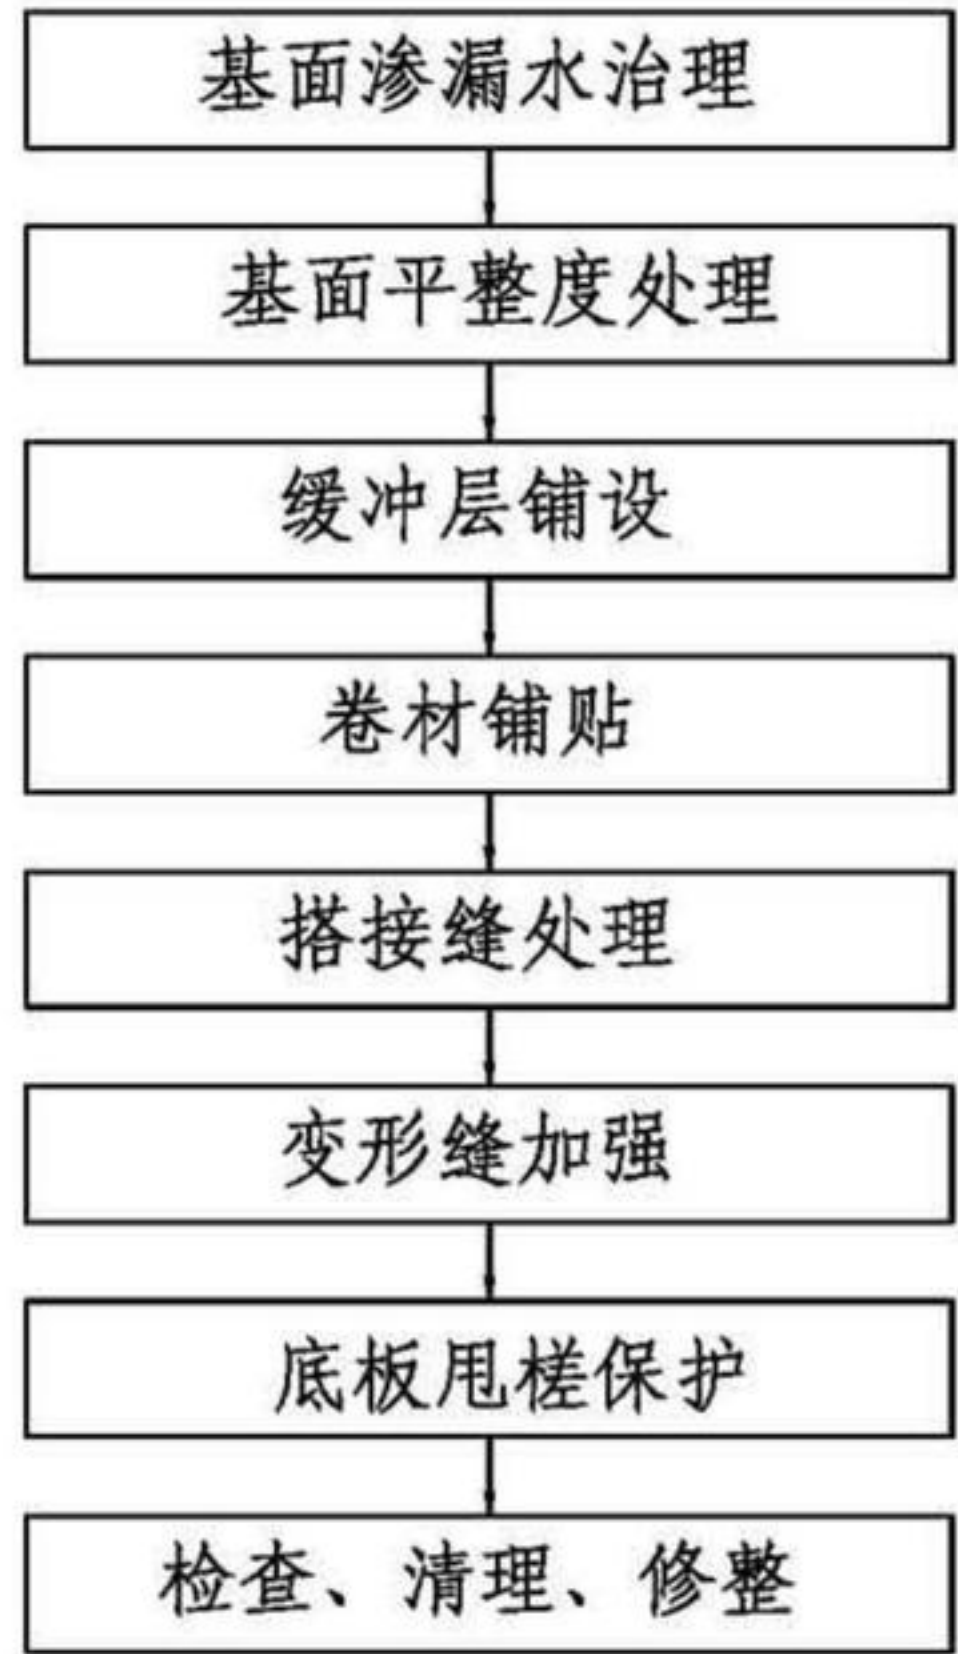 基面渗漏水治理
基面平整度处理
缓冲层铺设
卷材铺贴
搭接缝处理
变形缝加强
底板甩槎保护
检查、清理、修整